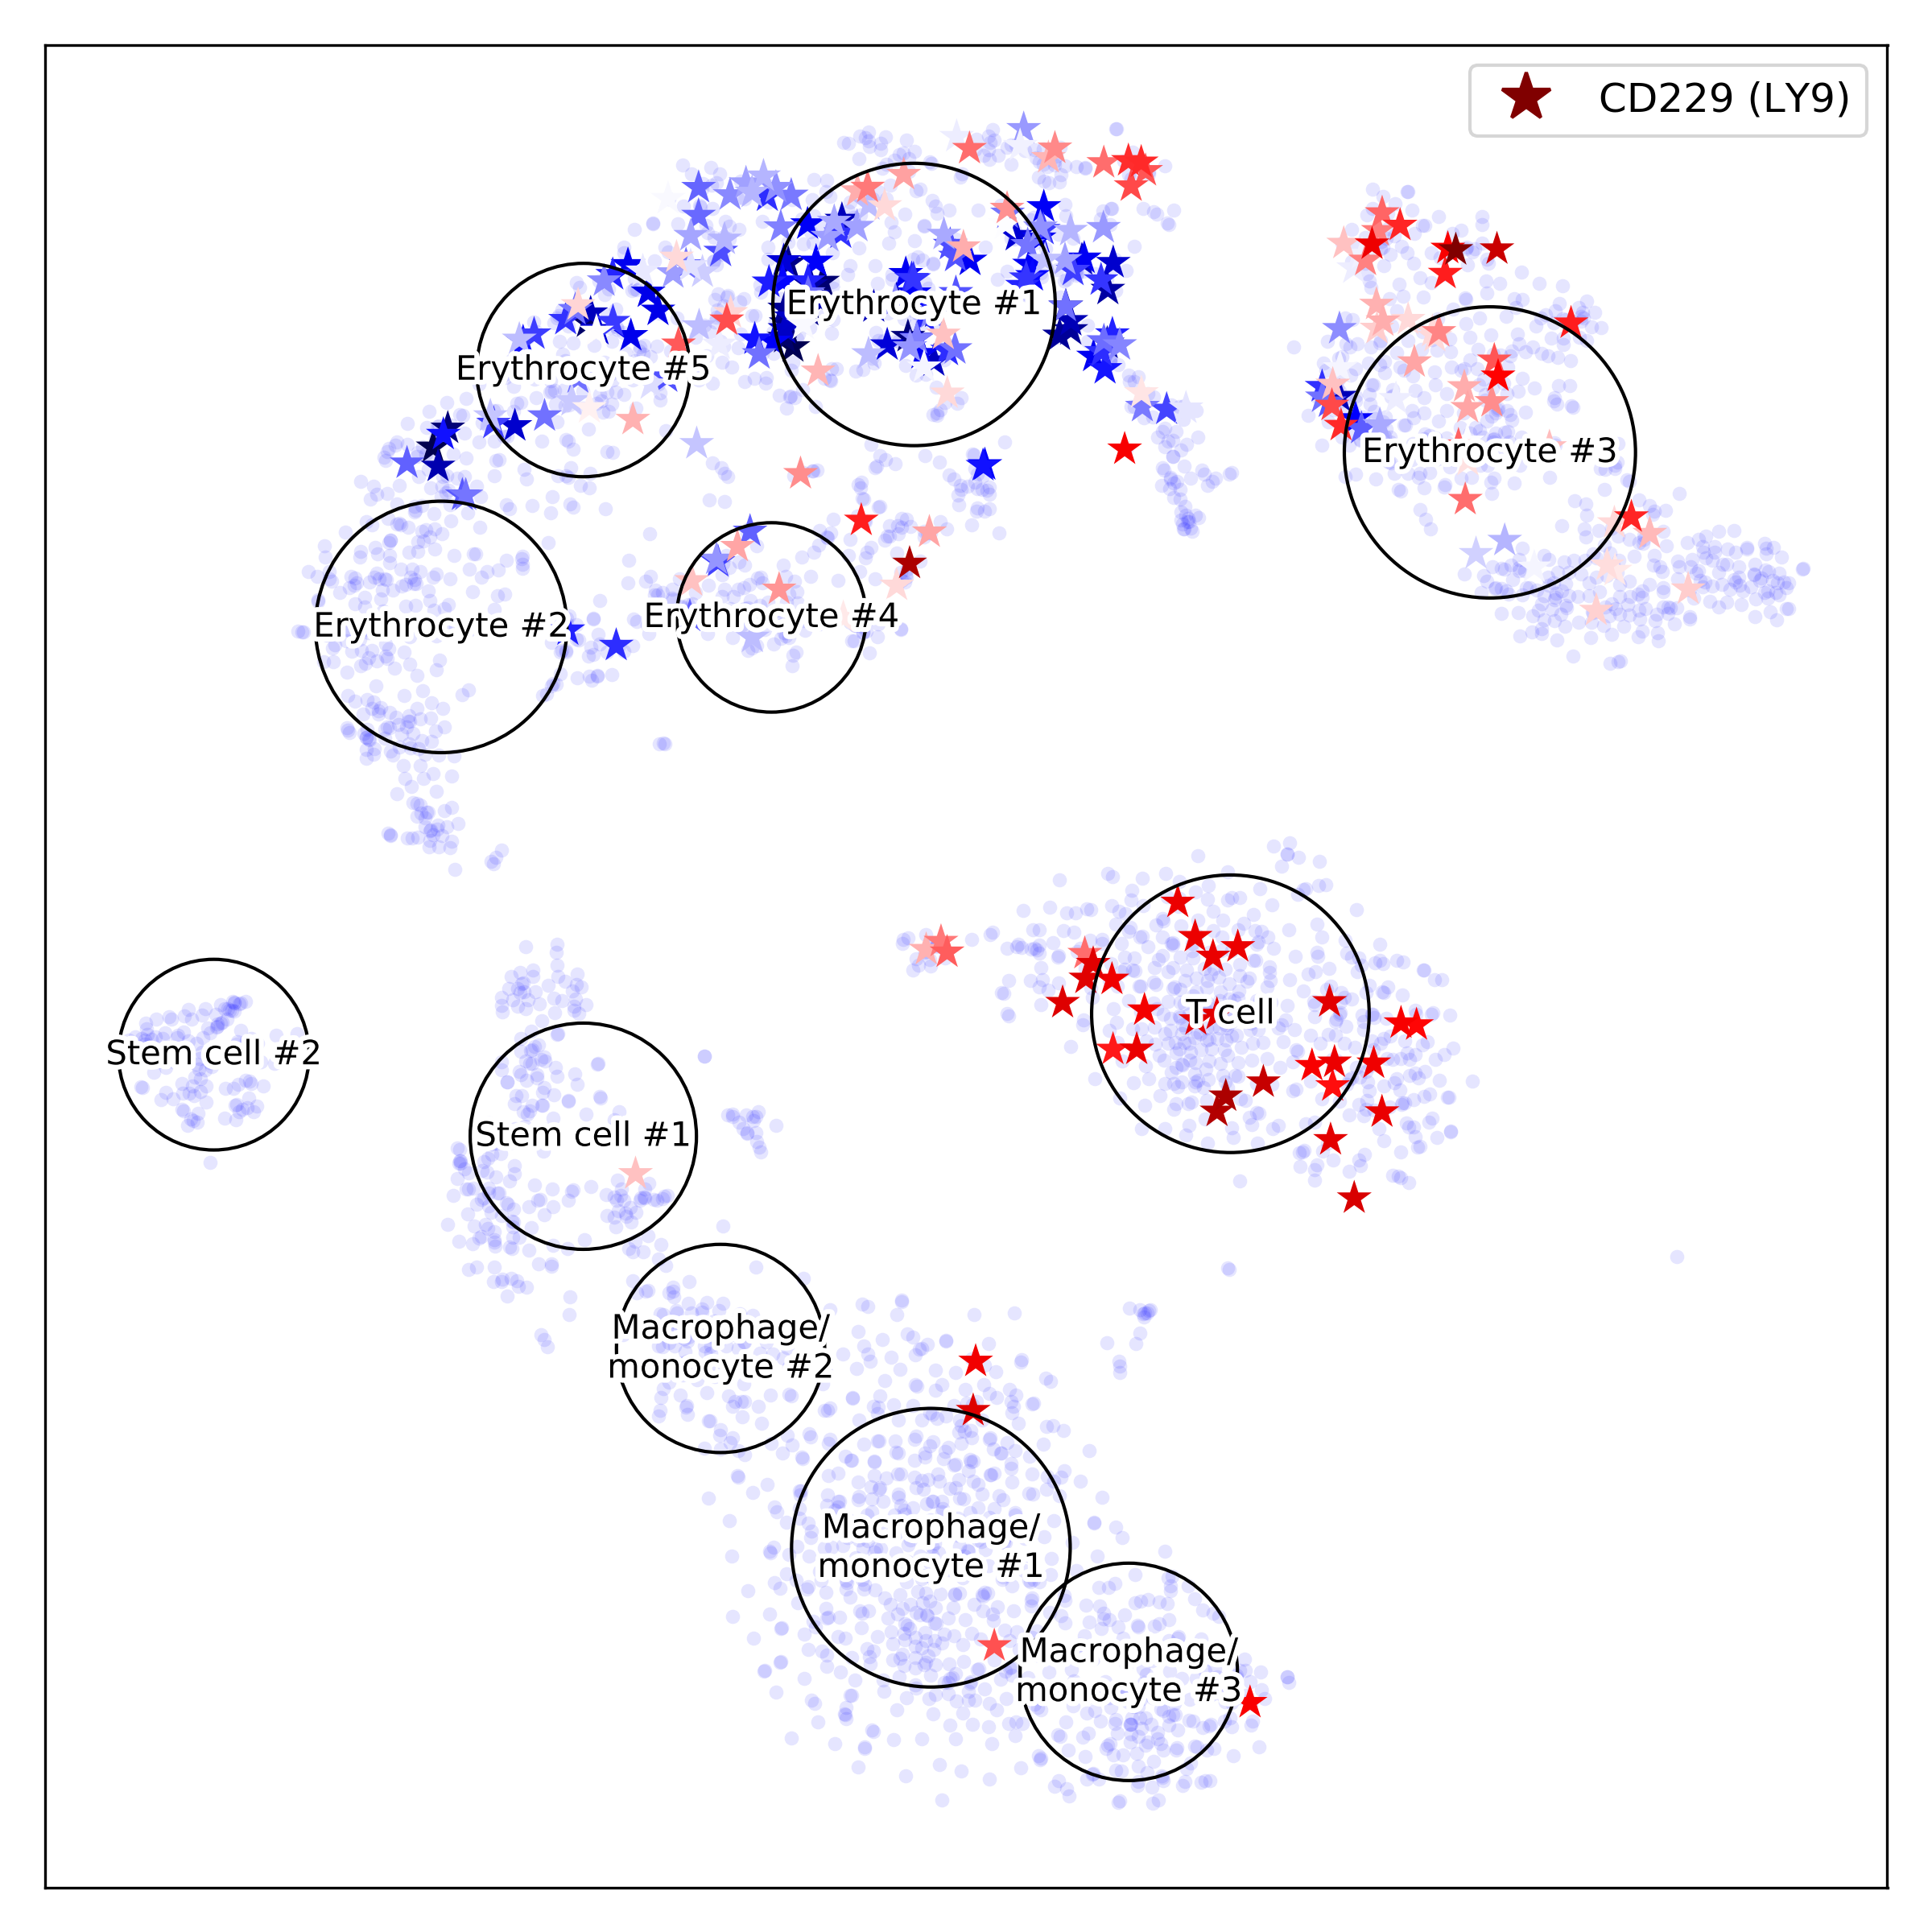 CD229 (LY9)
Erythrocyte #1
Erythrocyte #5
Erythrocyte #3
Erythrocyte #4
Erythrocyte #2
T cell
Stem cell #2
Stem cell #1
Macrophage/
monocyte #2
Macrophage/
monocyte #1
Macrophage/
monocyte #3